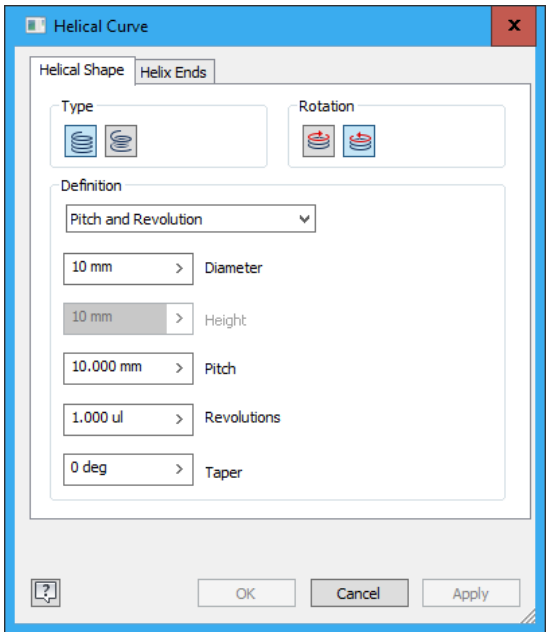 Helical Curve
x
Helical Shape
Helix Ends
Type
Rotation
Definition
Pitch and Revolution
10 mm > Diameter
10 mm > Height
10.000 mm > Pitch
1.000 ul > Revolutions
0 deg > Taper
?
OK
Cancel
Apply